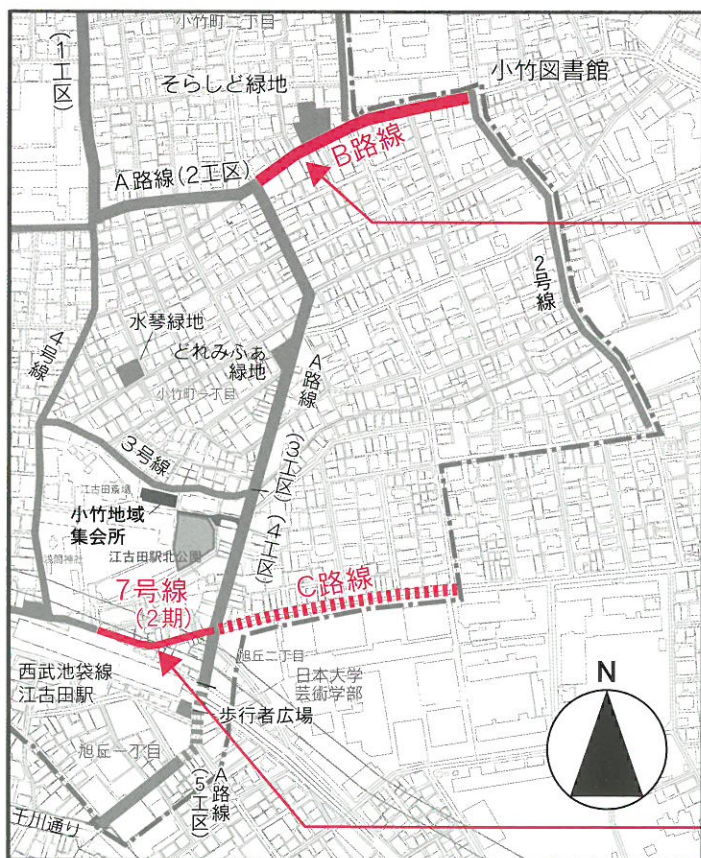 小竹町二丁目
(1工区)
そらしど緑地
小竹図書館
B路線
A路線(2工区)
2号線
水琴緑地
どれみふぁ
緑地
4号線
小竹町一丁目
A路線
3号線
(3工区)
江古田斎場
小竹地域
集会所
(4工区)
江古田駅北公園
浅間神社
7号線
(2期)
C路線
旭丘二丁目
西武池袋線
江古田駅
日本大学
芸術学部
N
歩行者広場
旭丘一丁目
A路線
(5工区)
千川通り